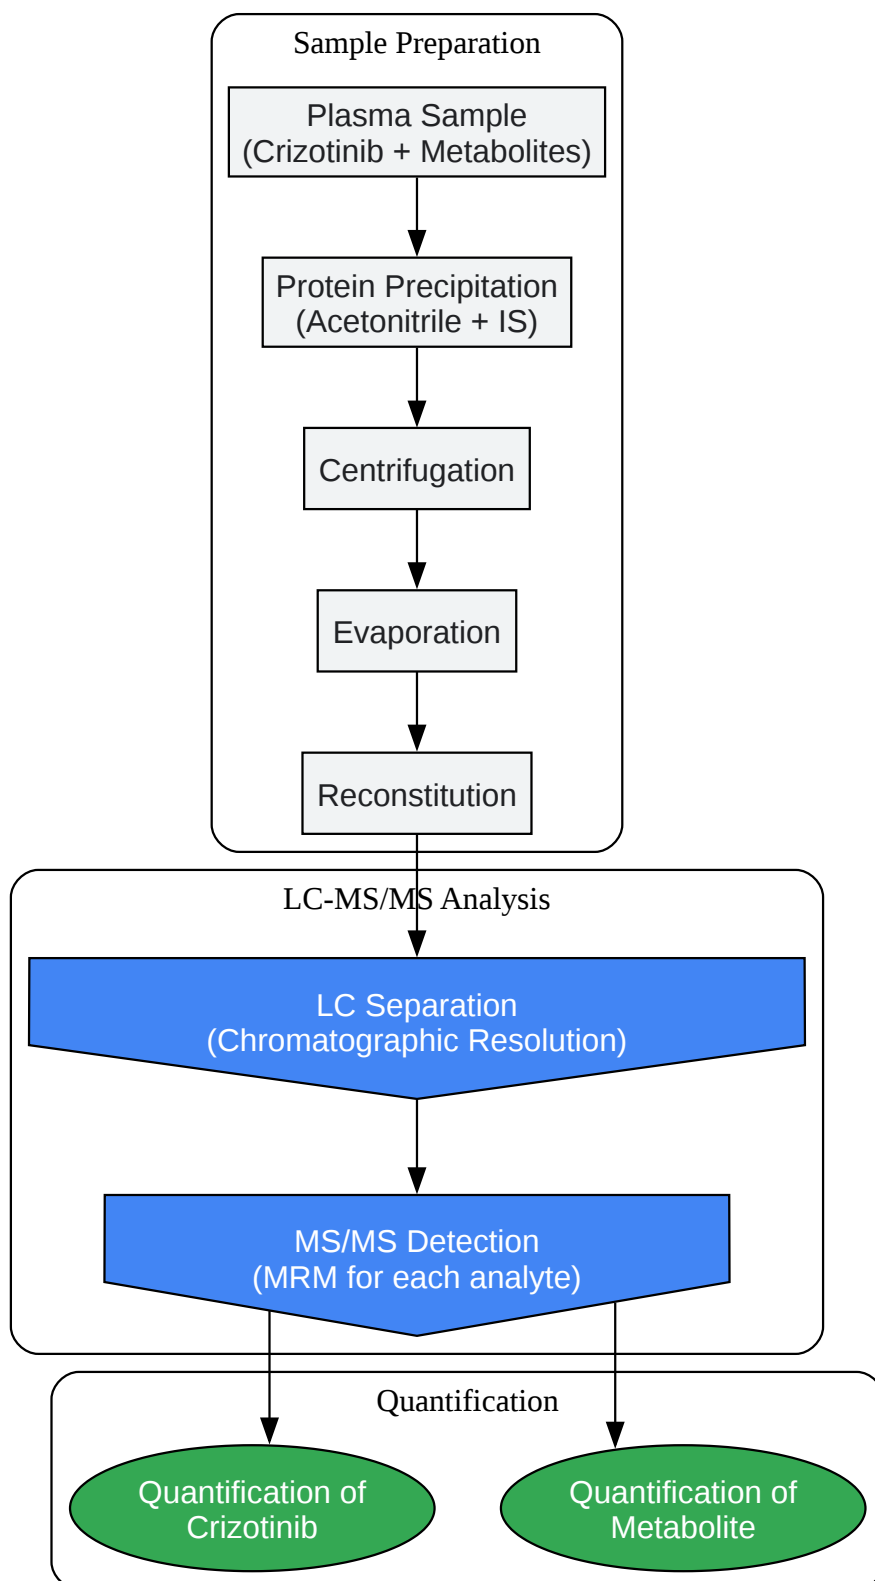 Sample Preparation
Plasma Sample
(Crizotinib + Metabolites)
Protein Precipitation
(Acetonitrile + IS)
Centrifugation
Evaporation
Reconstitution
LC-MS/MS Analysis
LC Separation
(Chromatographic Resolution)
MS/MS Detection
(MRM for each analyte)
Quantification
Quantification of
Crizotinib
Quantification of
Metabolite